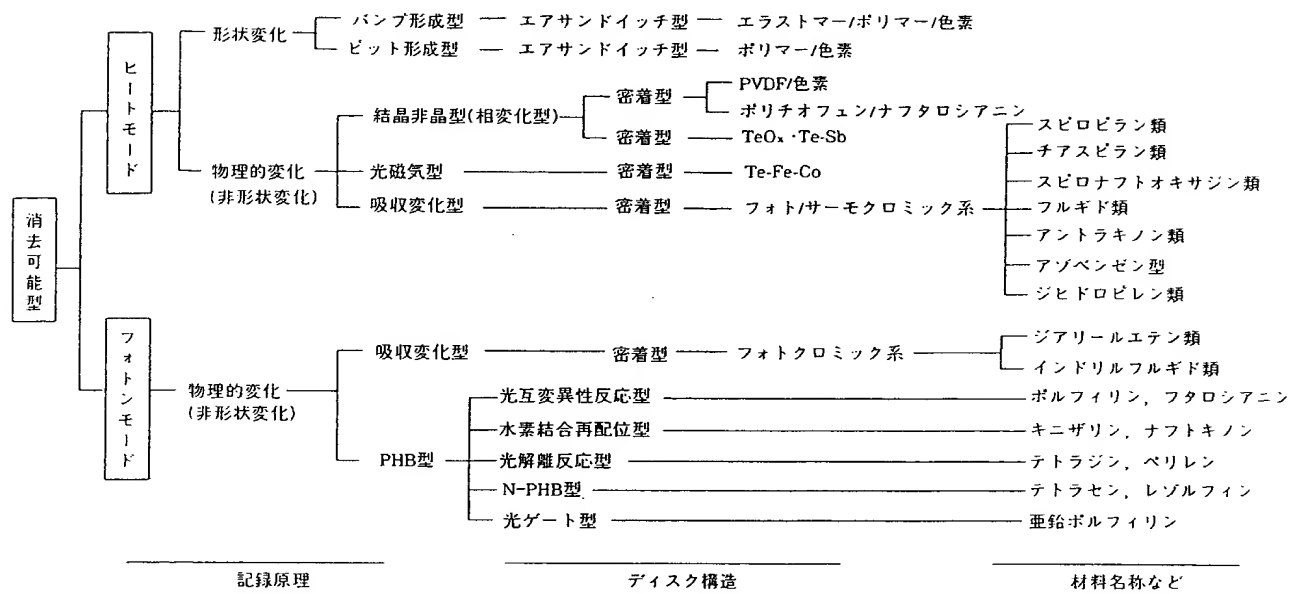 消去可能型
ヒートモード
形状変化
バンプ形成型 エアサンドイッチ型 エラストマー/ポリマー/色素
ピット形成型 エアサンドイッチ型 ポリマー/色素
物理的変化
(非形状変化)
結晶非晶型(相変化型)
密着型 PVDF/色素
ポリチオフェン/ナフタロシアニン
密着型 TeOx・Te-Sb
光磁気型 密着型 Te-Fe-Co
吸収変化型 密着型 フォト/サーモクロミック系
スピロピラン類
チアスピラン類
スピロナフトオキサジン類
フルギド類
アントラキノン類
アゾベンゼン型
ジヒドロピレン類
フォトンモード
物理的変化
(非形状変化)
吸収変化型 密着型 フォトクロミック系
ジアリールエテン類
インドリルフルギド類
PHB型
光互変異性反応型 ポルフィリン，フタロシアニン
水素結合再配位型 キニザリン，ナフトキノン
光解離反応型 テトラジン，ペリレン
N-PHB型 テトラセン，レゾルフィン
光ゲート型 亜鉛ポルフィリン
記録原理 ディスク構造 材料名称など